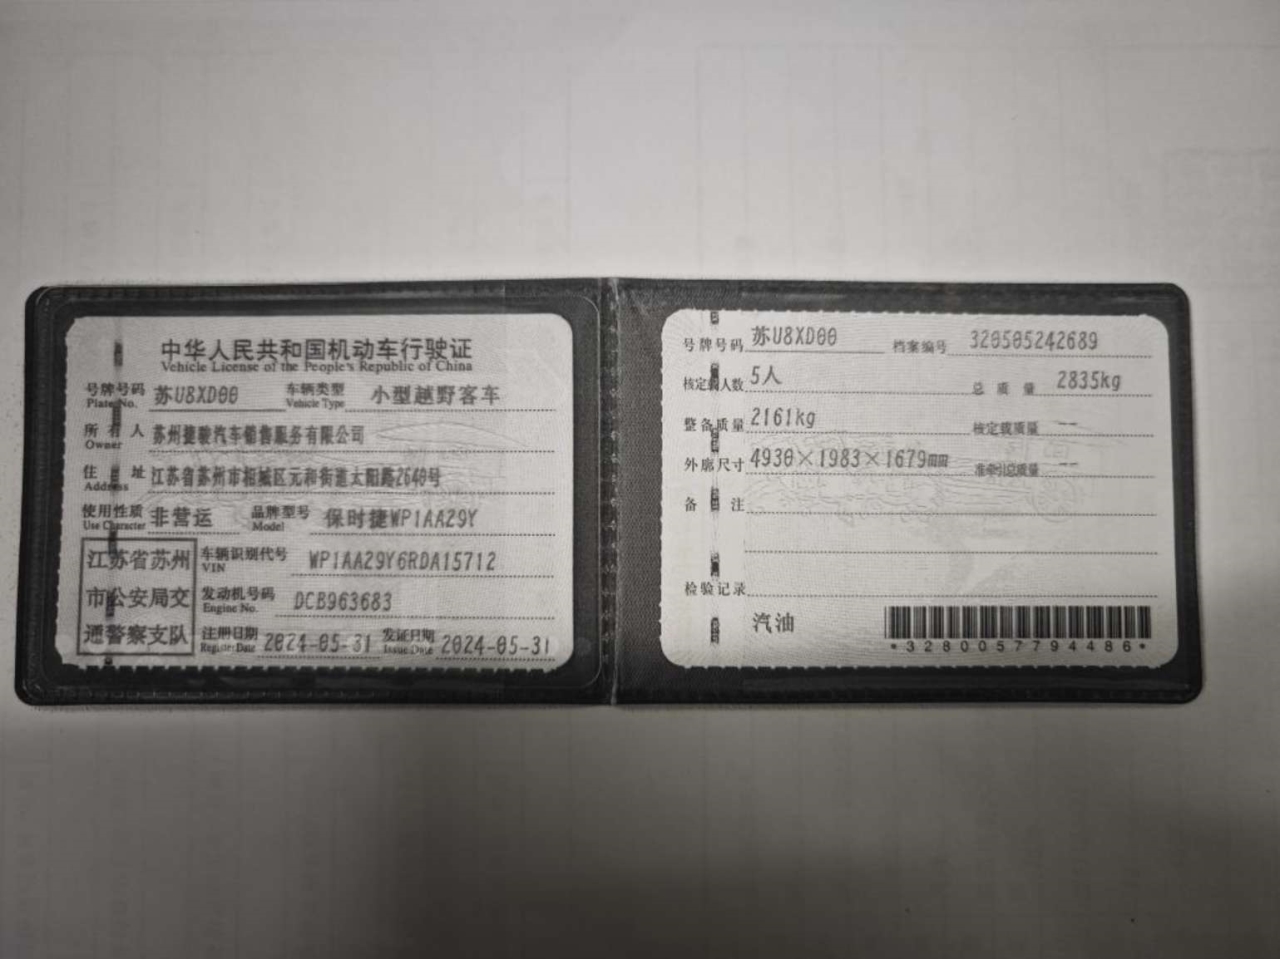 中华人民共和国机动车行驶证
Vehicle License of the People's Republic of China
号牌号码 苏U8XD00 车辆类型 小型越野客车
Plate No. Vehicle Type
所有人 苏州捷骏汽车销售服务有限公司
Owner
住址 江苏省苏州市相城区元和街道太阳路2640号
Address
使用性质 非营运 品牌型号 保时捷WP1AA29Y
Use Character Model
江苏省苏州 车辆识别代号 WP1AA29Y6RDA15712
VIN
市公安局交 发动机号码 DCB963683
Engine No.
通警察支队 注册日期 2024-05-31 发证日期 2024-05-31
Register Date Issue Date
号牌号码 苏U8XD00 档案编号 320505242689
核定载人数 5人 总质量 2835kg
整备质量 2161kg 核定载质量 --
外廓尺寸 4930×1983×1679mm 准牵引总质量 --
备注
检验记录
汽油
*3280057794486*